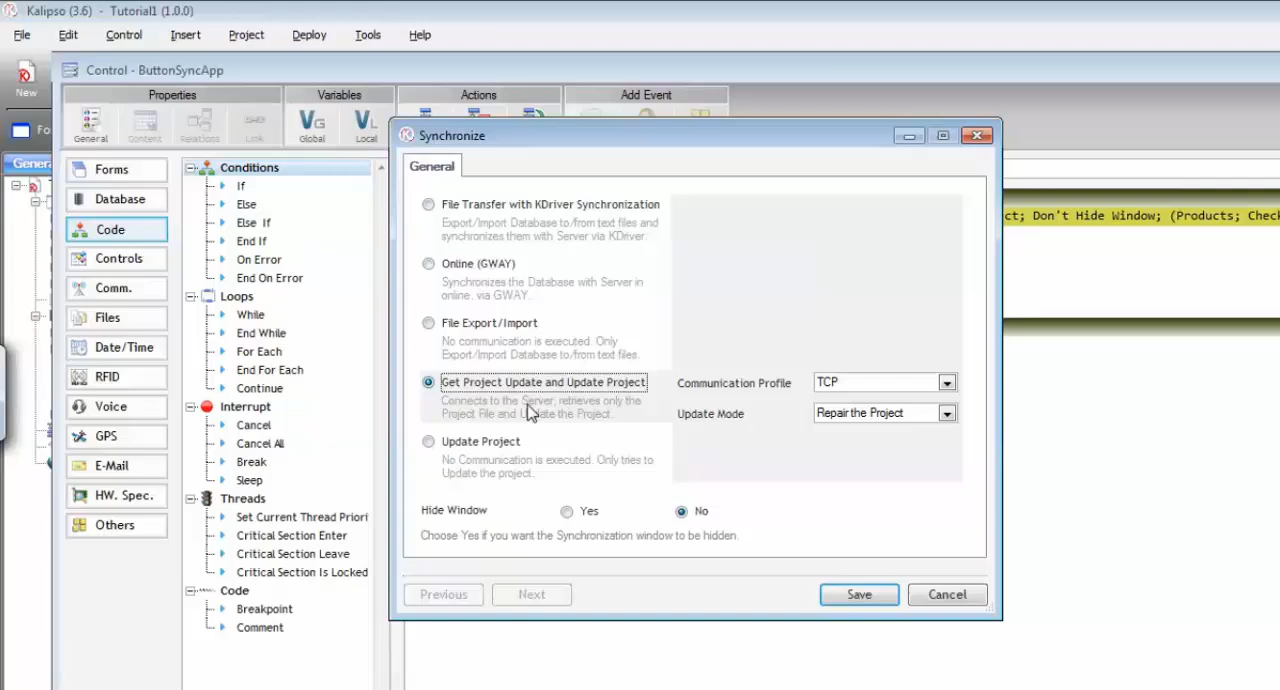 Kalipso (3.6) - Tutorial1 (1.0.0)
File Edit Control Insert Project Deploy Tools Help
Control - ButtonSyncApp
New
Properties Variables Actions Add Event
General Content Relations Link Global Local
Synchronize
General
Forms
Database
Code
Controls
Comm.
Files
Date/Time
RFID
Voice
GPS
E-Mail
HW. Spec.
Others
Conditions
If
Else
Else If
End If
On Error
End On Error
Loops
While
End While
For Each
End For Each
Continue
Interrupt
Cancel
Cancel All
Break
Sleep
Threads
Set Current Thread Priori
Critical Section Enter
Critical Section Leave
Critical Section Is Locked
Code
Breakpoint
Comment
File Transfer with KDriver Synchronization
Export/Import Database to/from text files and
synchronizes them with Server via KDriver.
Online (GWAY)
Synchronizes the Database with Server in
online, via GWAY.
File Export/Import
No communication is executed. Only
Export/Import Database to/from text files.
Get Project Update and Update Project
Connects to the Server, retrieves only the
Project File and Update the Project.
Update Project
No Communication is executed. Only tries to
Update the project.
Communication Profile TCP
Update Mode Repair the Project
Hide Window Yes No
Choose Yes if you want the Synchronization window to be hidden.
Previous Next Save Cancel
ct; Don't Hide Window; (Products; Chec